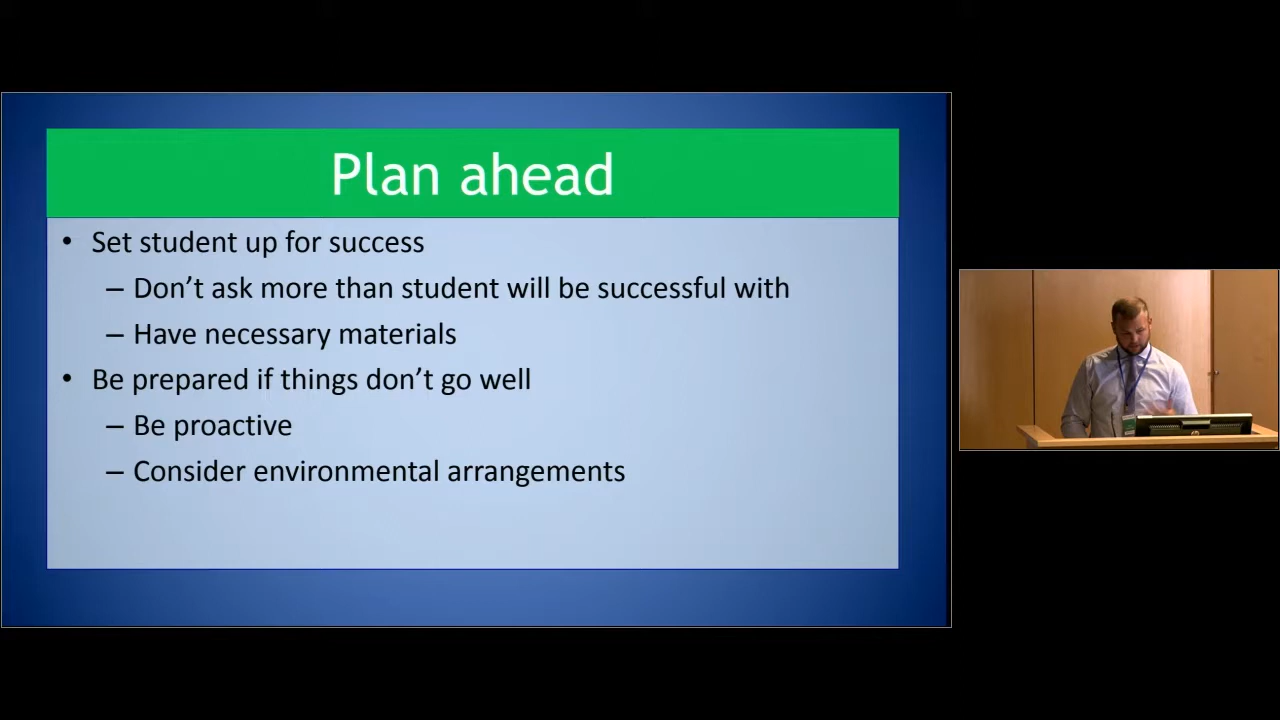 Plan ahead
• Set student up for success
– Don’t ask more than student will be successful with
– Have necessary materials
• Be prepared if things don’t go well
– Be proactive
– Consider environmental arrangements